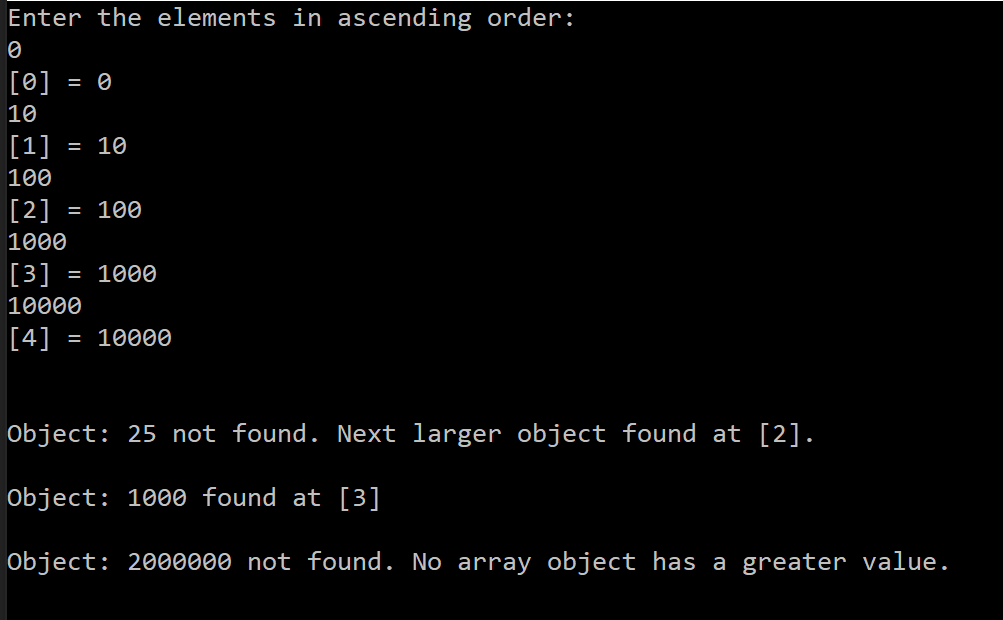 Enter the elements in ascending order:
0
[0] = 0
10
[1] = 10
100
[2] = 100
1000
[3] = 1000
10000
[4] = 10000
Object: 25 not found. Next larger object found at [2].
Object: 1000 found at [3]
Object: 2000000 not found. No array object has a greater value.